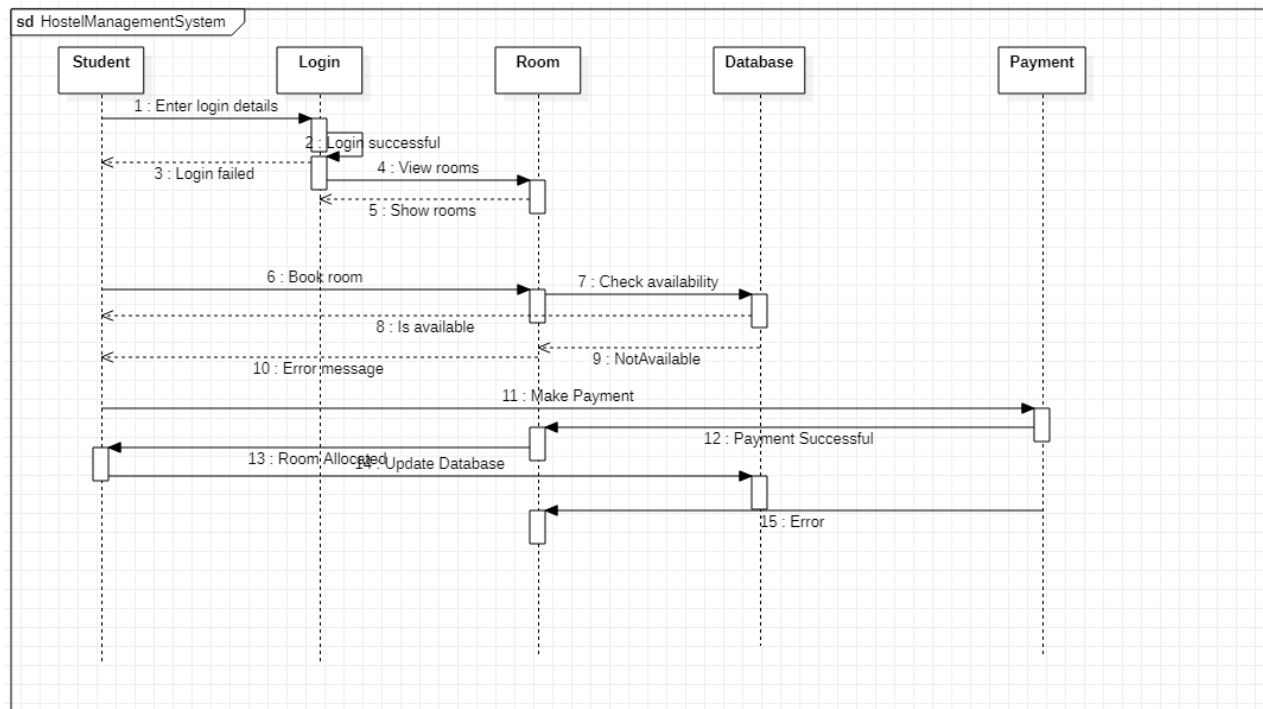 sd HostelManagementSystem
Student
Login
Room
Database
Payment
1 : Enter login details
2 : Login successful
3 : Login failed
4 : View rooms
5 : Show rooms
6 : Book room
7 : Check availability
8 : Is available
9 : NotAvailable
10 : Error message
11 : Make Payment
12 : Payment Successful
13 : Room Allocated
14 : Update Database
15 : Error